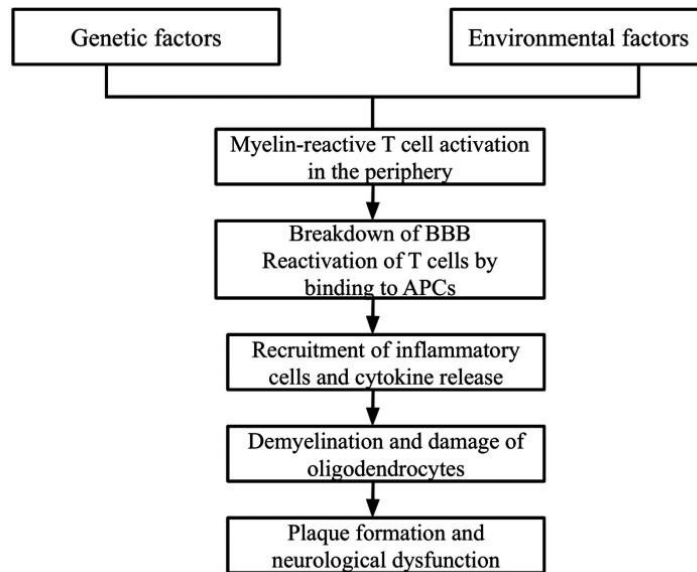 Genetic factors
Environmental factors
Myelin-reactive T cell activation
in the periphery
Breakdown of BBB
Reactivation of T cells by
binding to APCs
Recruitment of inflammatory
cells and cytokine release
Demyelination and damage of
oligodendrocytes
Plaque formation and
neurological dysfunction